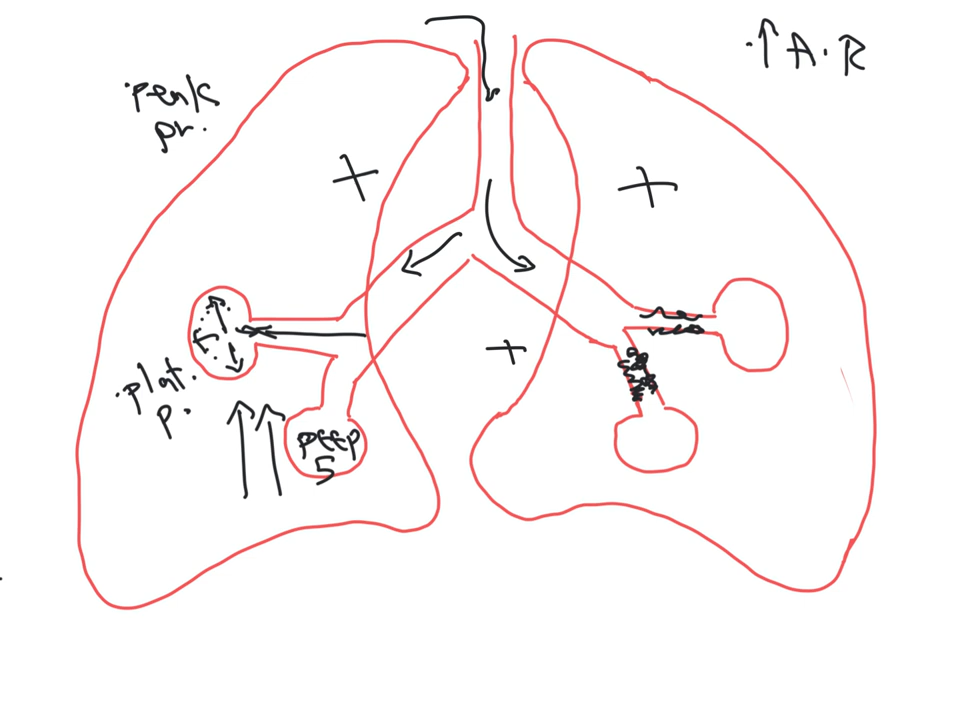 .↑ A.R
.Peak
pr.
+
+
+
.plat.
p.
↑↑
PEEP
5